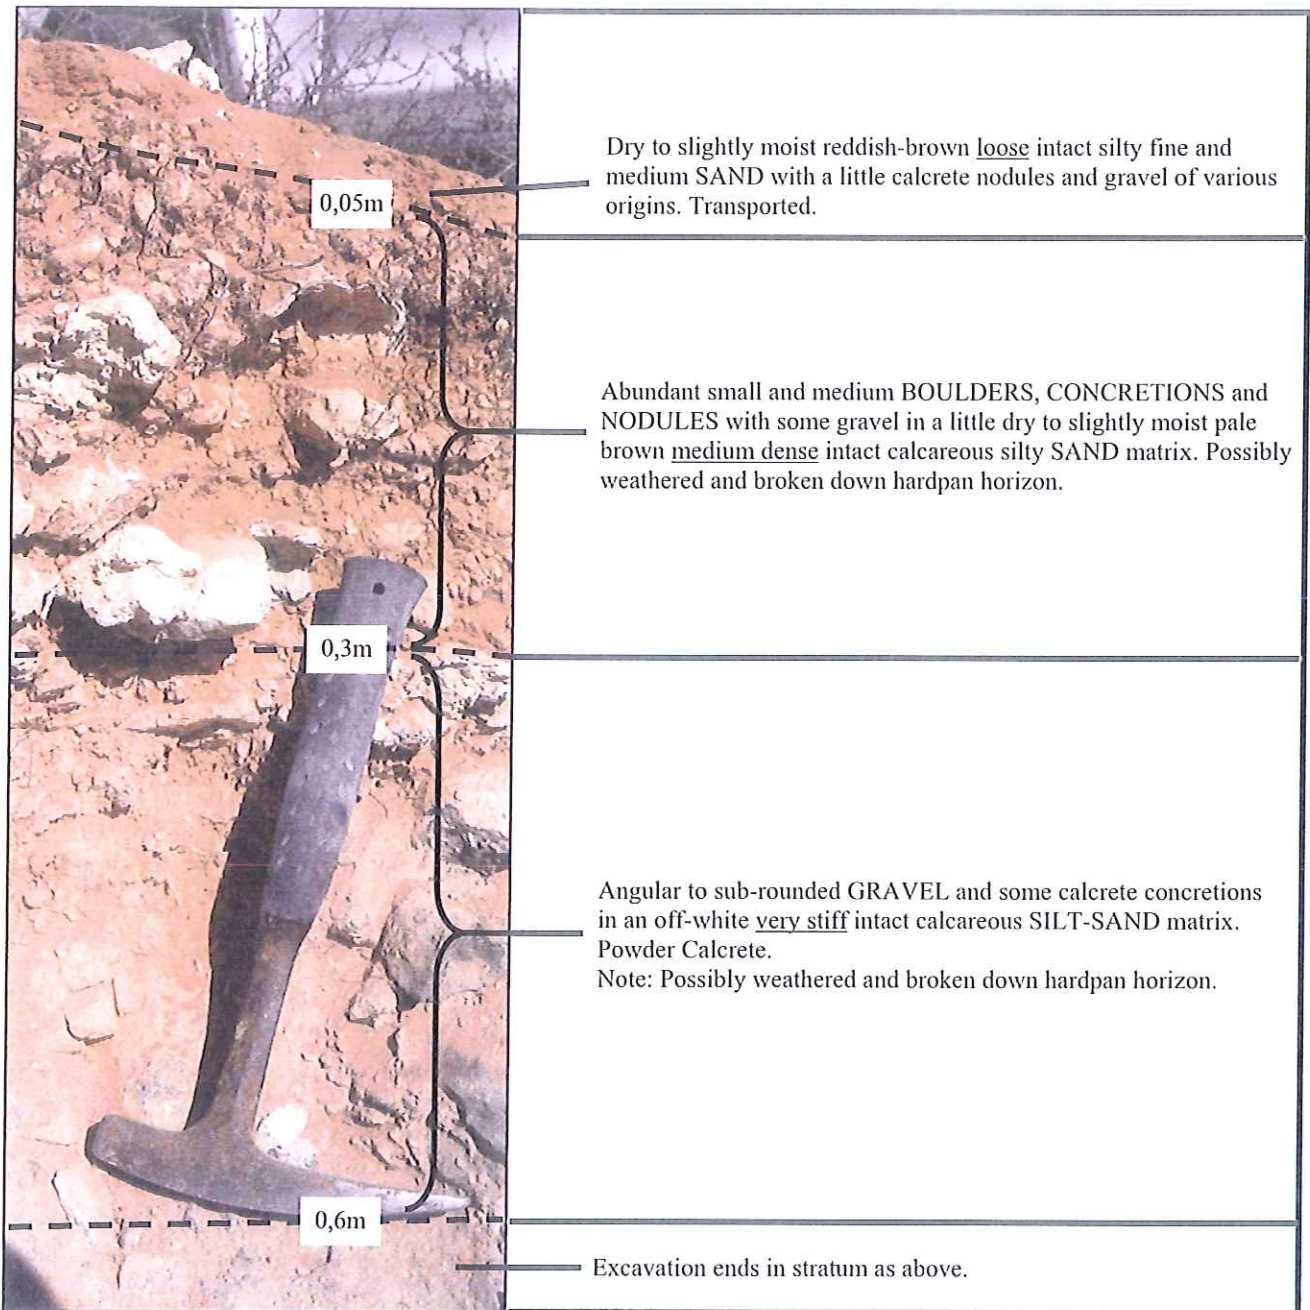 Dry to slightly moist reddish-brown loose intact silty fine and
medium SAND with a little calcrete nodules and gravel of various
origins. Transported.
0,05m
Abundant small and medium BOULDERS, CONCRETIONS and
NODULES with some gravel in a little dry to slightly moist pale
brown medium dense intact calcareous silty SAND matrix. Possibly
weathered and broken down hardpan horizon.
0,3m
Angular to sub-rounded GRAVEL and some calcrete concretions
in an off-white very stiff intact calcareous SILT-SAND matrix.
Powder Calcrete.
Note: Possibly weathered and broken down hardpan horizon.
0,6m
Excavation ends in stratum as above.